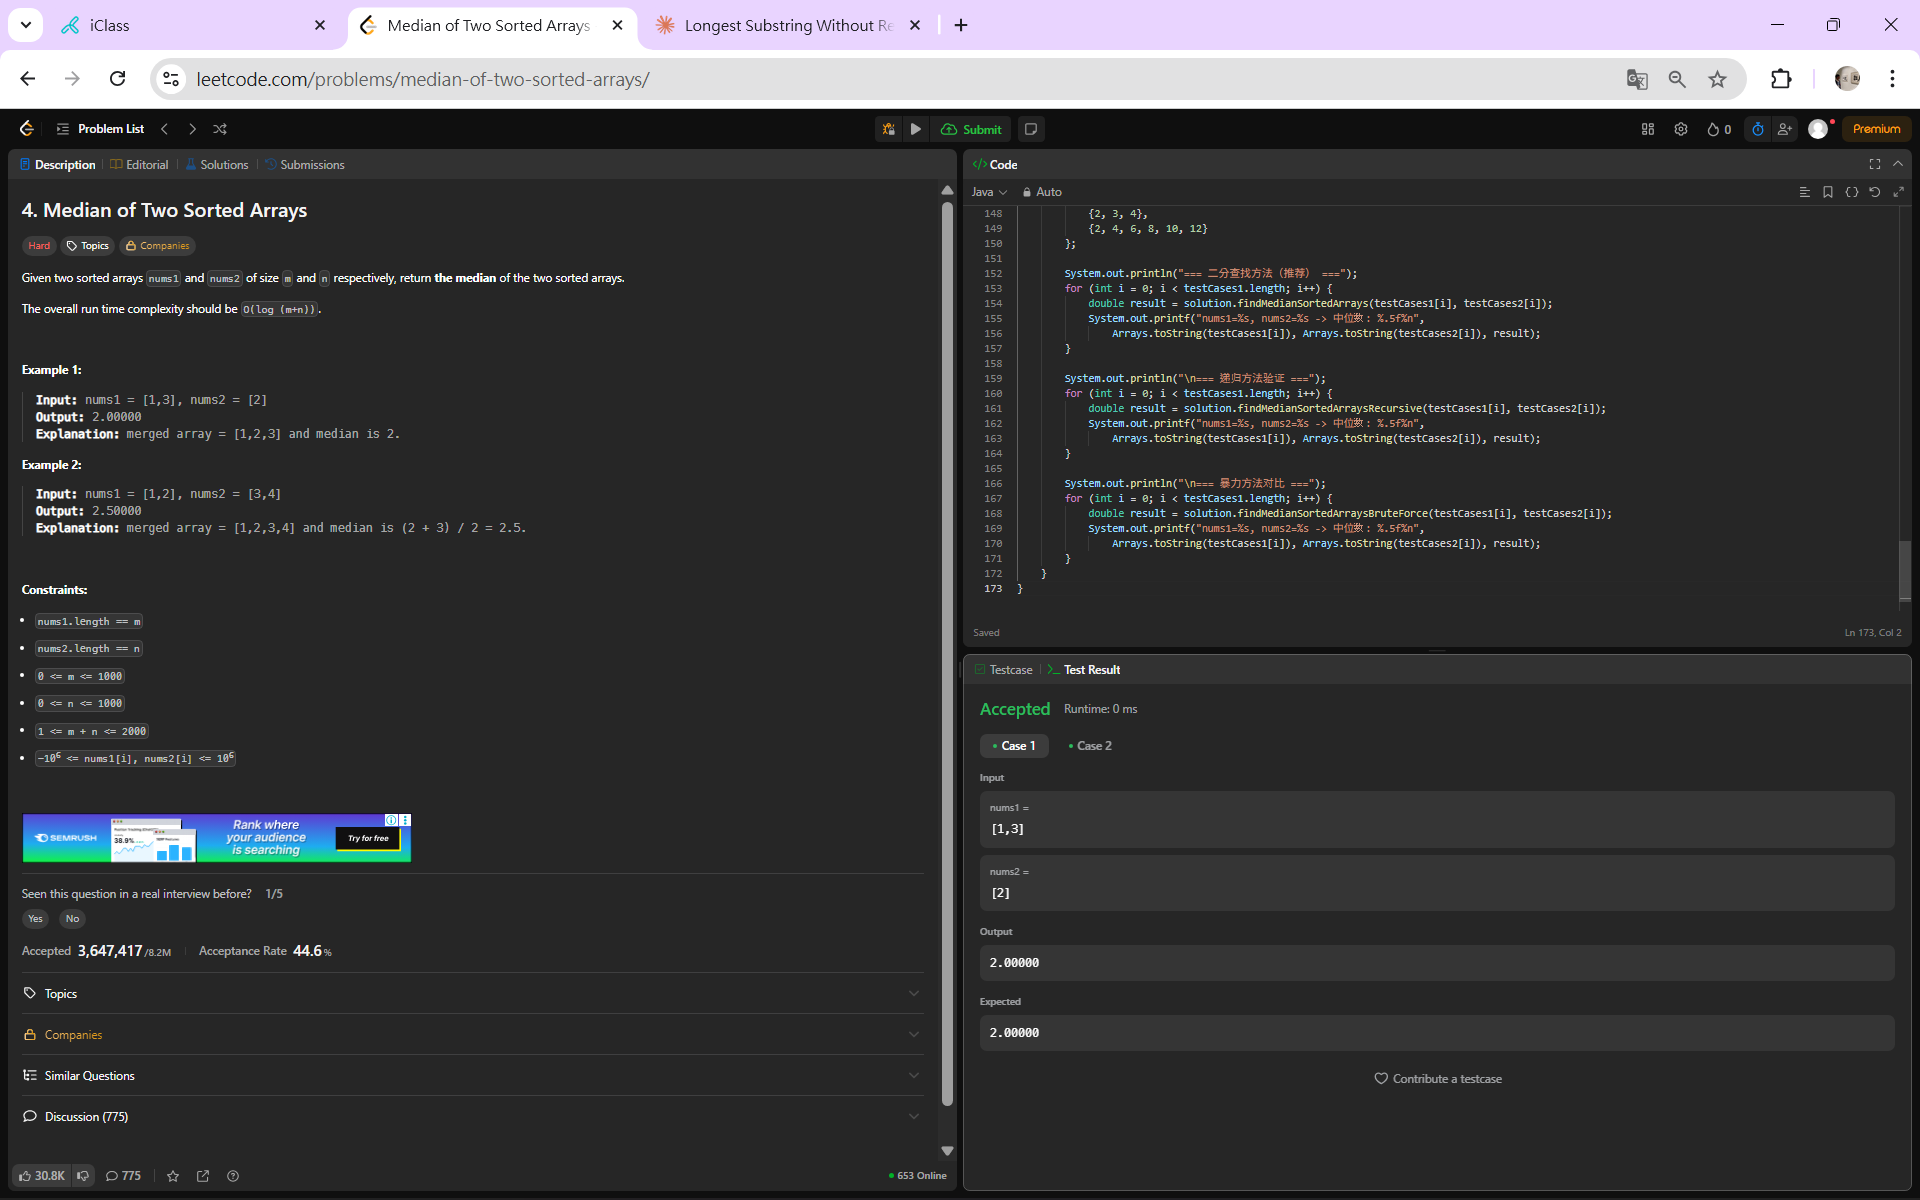 iClass
Median of Two Sorted Arrays
Longest Substring Without Re
leetcode.com/problems/median-of-two-sorted-arrays/
Problem List
Submit
0
Premium
Description
Editorial
Solutions
Submissions
4. Median of Two Sorted Arrays
Hard
Topics
Companies
Given two sorted arrays nums1 and nums2 of size m and n respectively, return the median of the two sorted arrays.
The overall run time complexity should be O(log (m+n)).
Example 1:
Input: nums1 = [1,3], nums2 = [2]
Output: 2.00000
Explanation: merged array = [1,2,3] and median is 2.
Example 2:
Input: nums1 = [1,2], nums2 = [3,4]
Output: 2.50000
Explanation: merged array = [1,2,3,4] and median is (2 + 3) / 2 = 2.5.
Constraints:
nums1.length == m
nums2.length == n
0 <= m <= 1000
0 <= n <= 1000
1 <= m + n <= 2000
-10⁶ <= nums1[i], nums2[i] <= 10⁶
SEMRUSH
38.9%
Rank where
your audience
is searching
Try for free
Seen this question in a real interview before? 1/5
Yes
No
Accepted 3,647,417/8.2M
Acceptance Rate 44.6%
Topics
Companies
Similar Questions
Discussion (775)
30.8K
775
653 Online
Code
Java
Auto
148 {2, 3, 4},
149 {2, 4, 6, 8, 10, 12}
150 };
151
152 System.out.println("=== 二分查找方法（推荐） ===");
153 for (int i = 0; i < testCases1.length; i++) {
154 double result = solution.findMedianSortedArrays(testCases1[i], testCases2[i]);
155 System.out.printf("nums1=%s, nums2=%s -> 中位数: %.5f%n",
156 Arrays.toString(testCases1[i]), Arrays.toString(testCases2[i]), result);
157 }
158
159 System.out.println("\n=== 递归方法验证 ===");
160 for (int i = 0; i < testCases1.length; i++) {
161 double result = solution.findMedianSortedArraysRecursive(testCases1[i], testCases2[i]);
162 System.out.printf("nums1=%s, nums2=%s -> 中位数: %.5f%n",
163 Arrays.toString(testCases1[i]), Arrays.toString(testCases2[i]), result);
164 }
165
166 System.out.println("\n=== 暴力方法对比 ===");
167 for (int i = 0; i < testCases1.length; i++) {
168 double result = solution.findMedianSortedArraysBruteForce(testCases1[i], testCases2[i]);
169 System.out.printf("nums1=%s, nums2=%s -> 中位数: %.5f%n",
170 Arrays.toString(testCases1[i]), Arrays.toString(testCases2[i]), result);
171 }
172 }
173 }
Saved
Ln 173, Col 2
Testcase
Test Result
Accepted
Runtime: 0 ms
Case 1
Case 2
Input
nums1 =
[1,3]
nums2 =
[2]
Output
2.00000
Expected
2.00000
Contribute a testcase